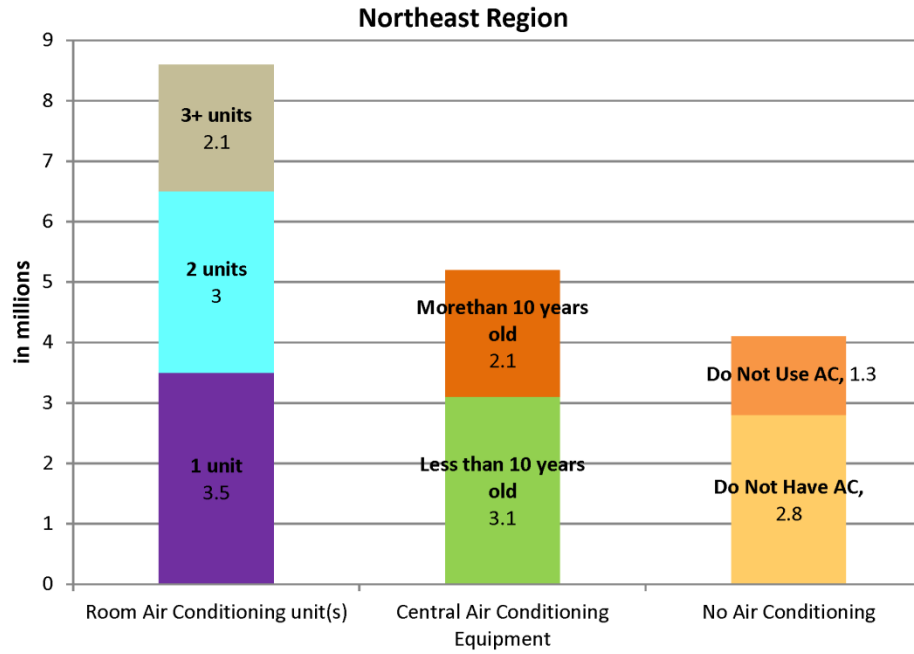 Northeast Region
in millions
9
8
7
6
5
4
3
2
1
0
3+ units
2.1
2 units
3
1 unit
3.5
Morethan 10 years
old
2.1
Less than 10 years
old
3.1
Do Not Use AC, 1.3
Do Not Have AC,
2.8
Room Air Conditioning unit(s)
Central Air Conditioning
Equipment
No Air Conditioning